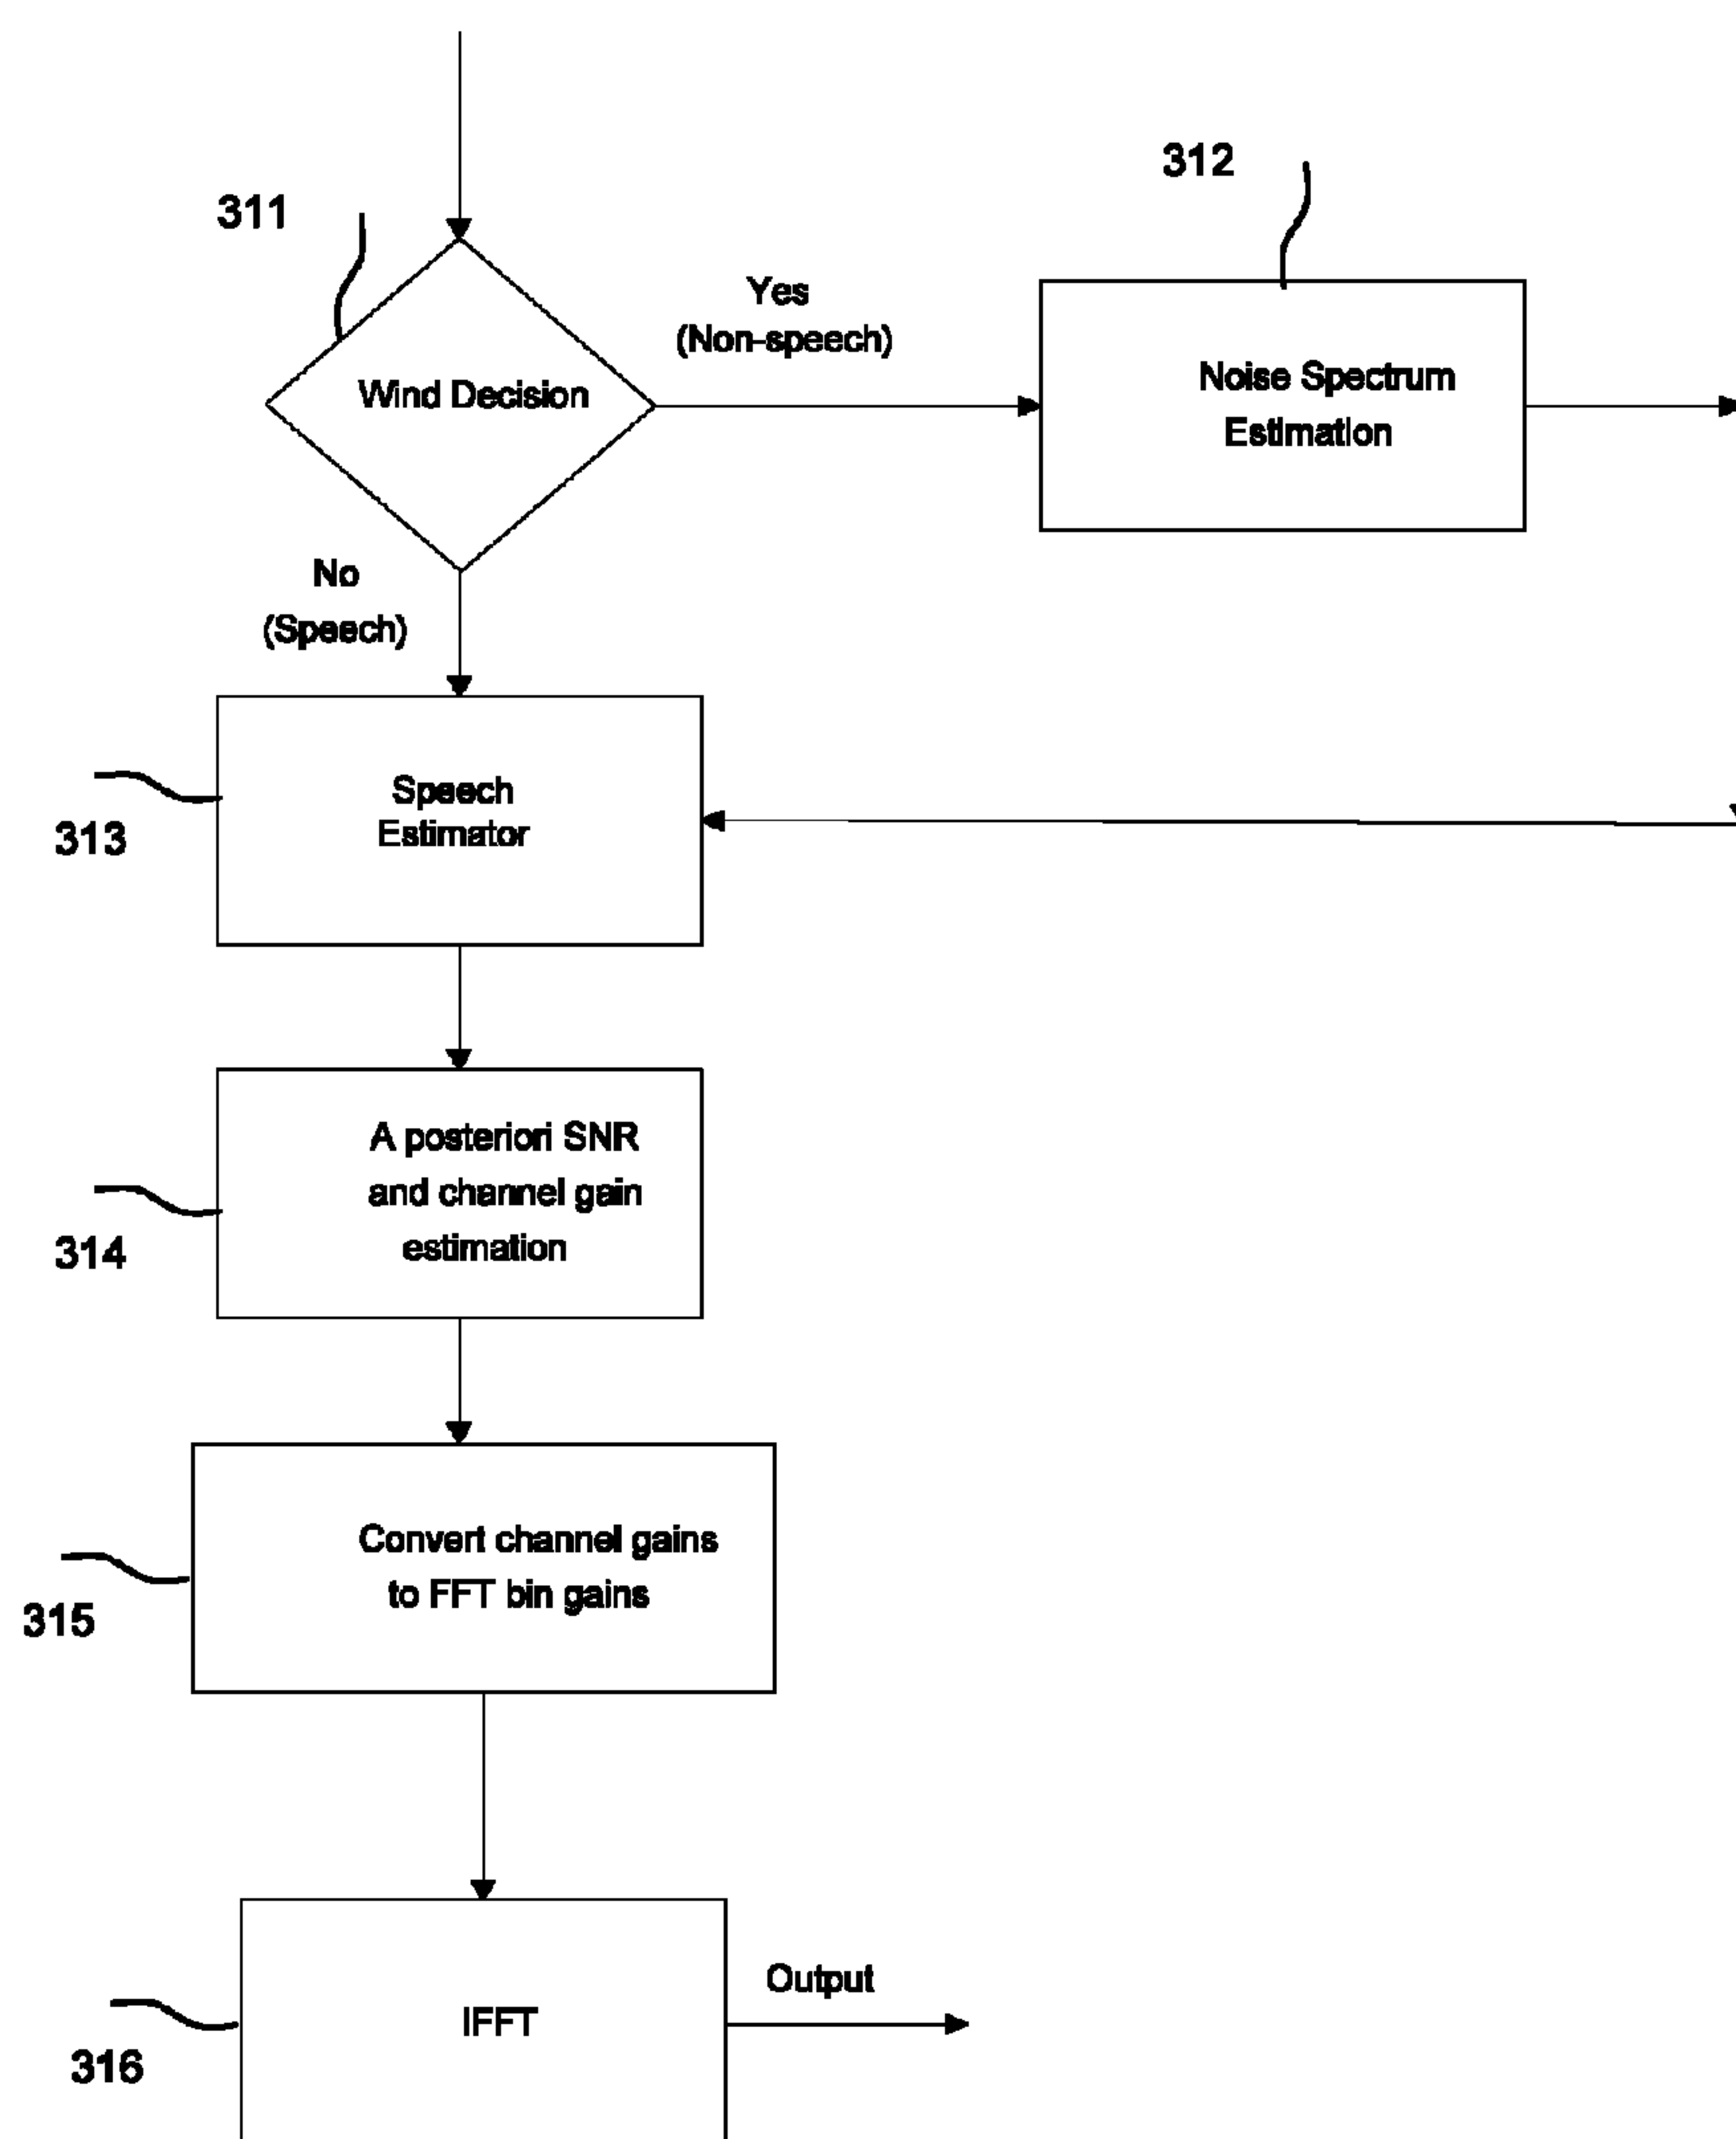 312
311
Yes
(Non-speech)
Noise Spectrum
Estimation
Wind Decision
No
(Speech)
Speech
Estimator
313
A posteriori SNR
and channel gain
estimation
314
Convert channel gains
to FFT bin gains
315
Output
IFFT
316